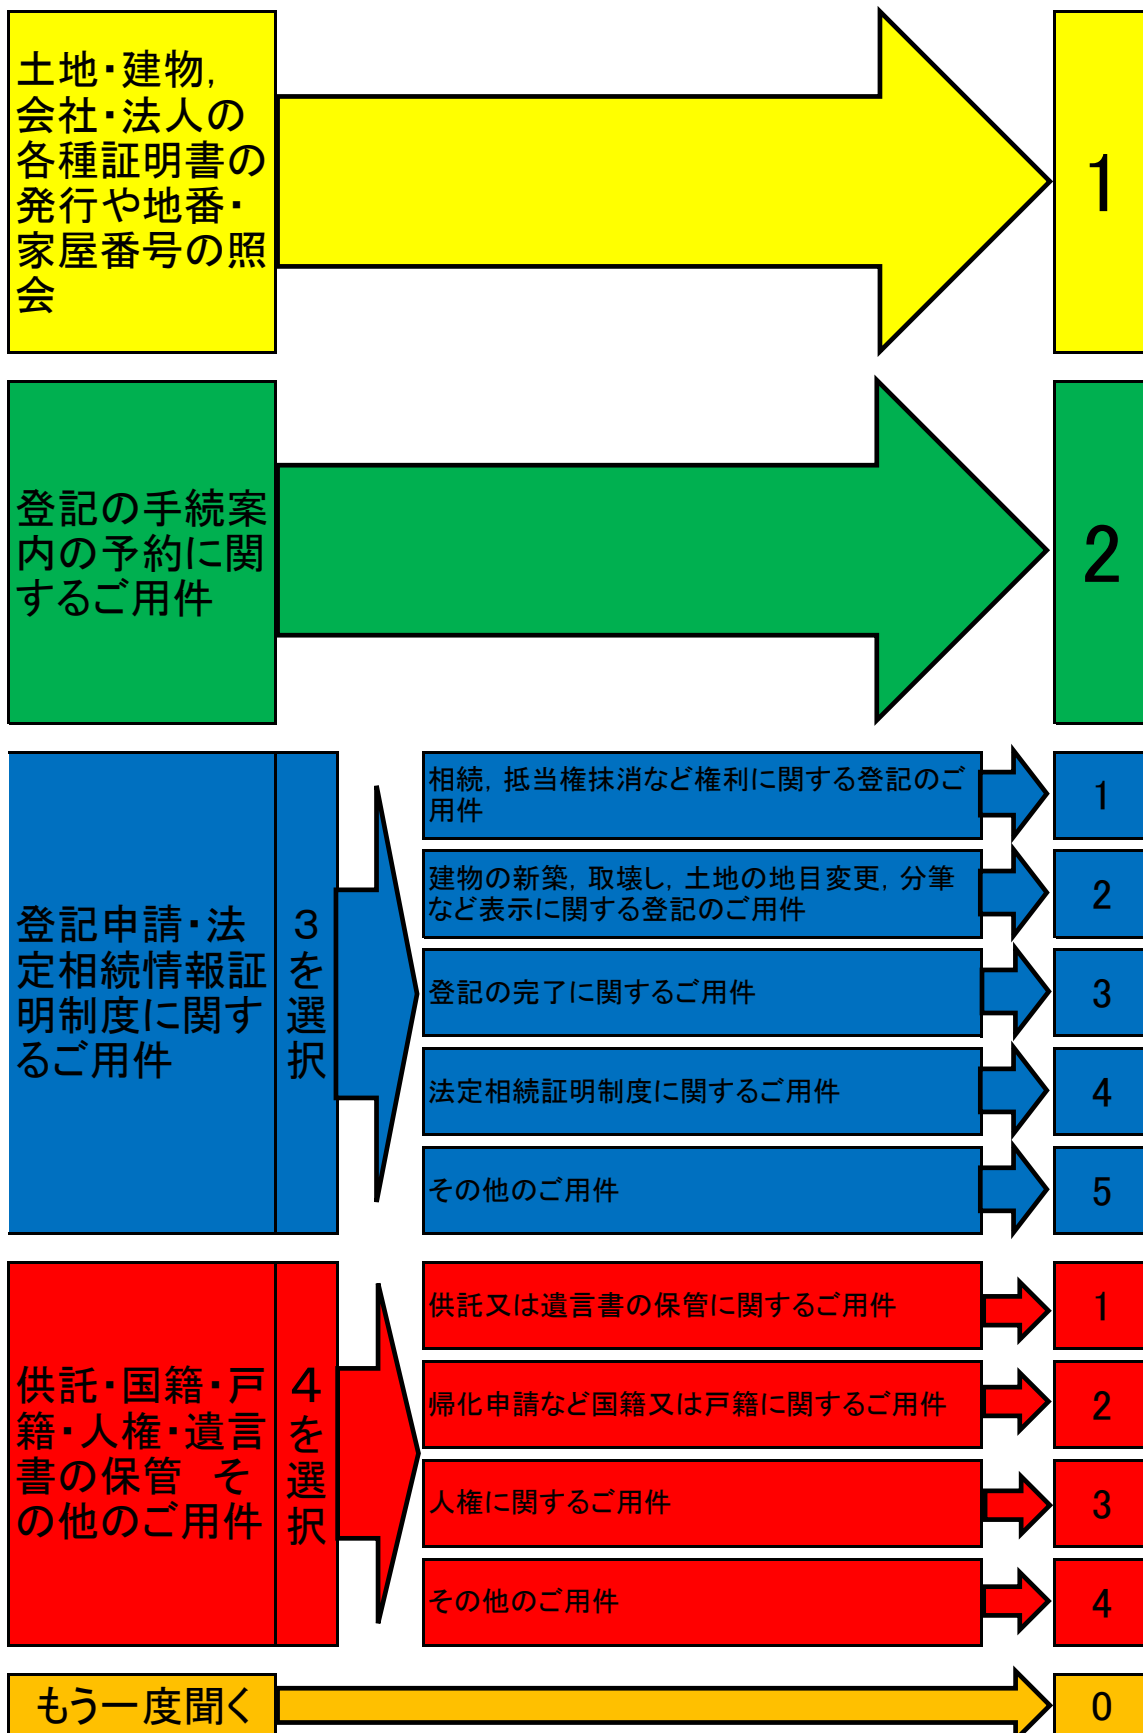 土地・建物,
会社・法人の
各種証明書の
発行や地番・
家屋番号の照
会
1
登記の手続案
内の予約に関
するご用件
2
登記申請・法
定相続情報証
明制度に関す
るご用件
3を選択
相続, 抵当権抹消など権利に関する登記のご
用件
1
建物の新築, 取壊し, 土地の地目変更, 分筆
など表示に関する登記のご用件
2
登記の完了に関するご用件
3
法定相続証明制度に関するご用件
4
その他のご用件
5
供託・国籍・戸
籍・人権・遺言
書の保管　そ
の他のご用件
4を選択
供託又は遺言書の保管に関するご用件
1
帰化申請など国籍又は戸籍に関するご用件
2
人権に関するご用件
3
その他のご用件
4
もう一度聞く
0